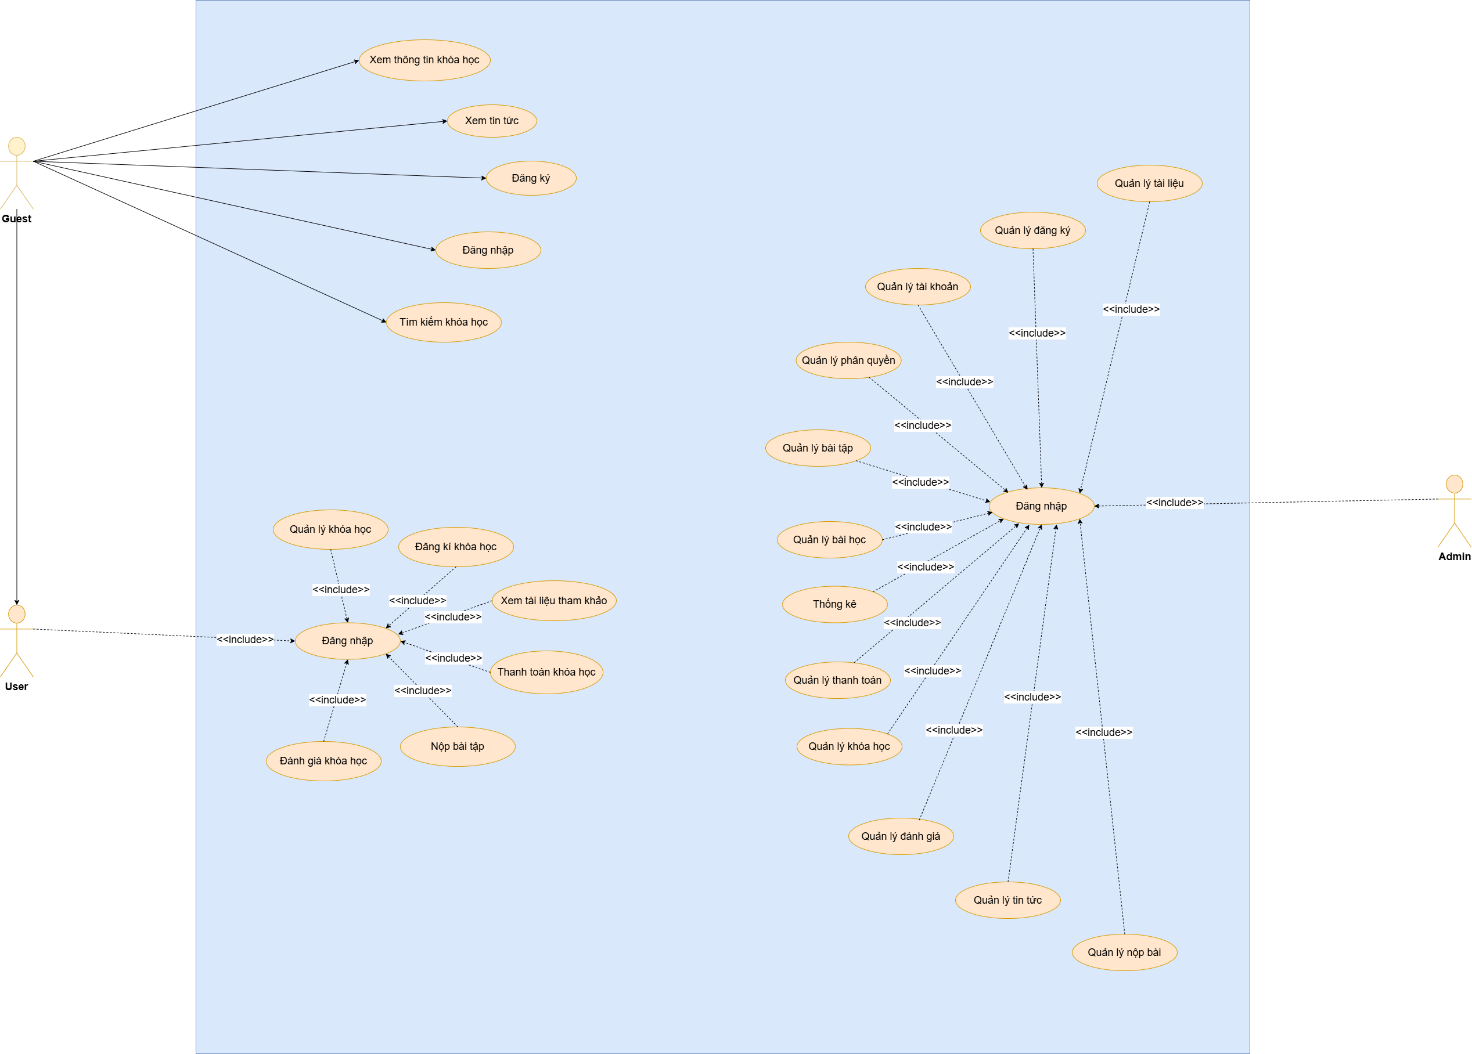 Xem thông tin khóa học
Xem tin tức
Đăng ký
Đăng nhập
Tìm kiếm khóa học
Guest
Quản lý tài liệu
Quản lý đăng ký
Quản lý tài khoản
Quản lý phân quyền
Quản lý bài tập
Quản lý bài học
Thống kê
Quản lý thanh toán
Quản lý khóa học
Quản lý đánh giá
Quản lý tin tức
Quản lý nộp bài
Đăng nhập
<<include>>
<<include>>
<<include>>
<<include>>
<<include>>
<<include>>
<<include>>
<<include>>
<<include>>
<<include>>
<<include>>
<<include>>
<<include>>
Admin
Quản lý khóa học
Đăng kí khóa học
Xem tài liệu tham khảo
Thanh toán khóa học
Nộp bài tập
Đánh giá khóa học
Đăng nhập
<<include>>
<<include>>
<<include>>
<<include>>
<<include>>
<<include>>
<<include>>
User